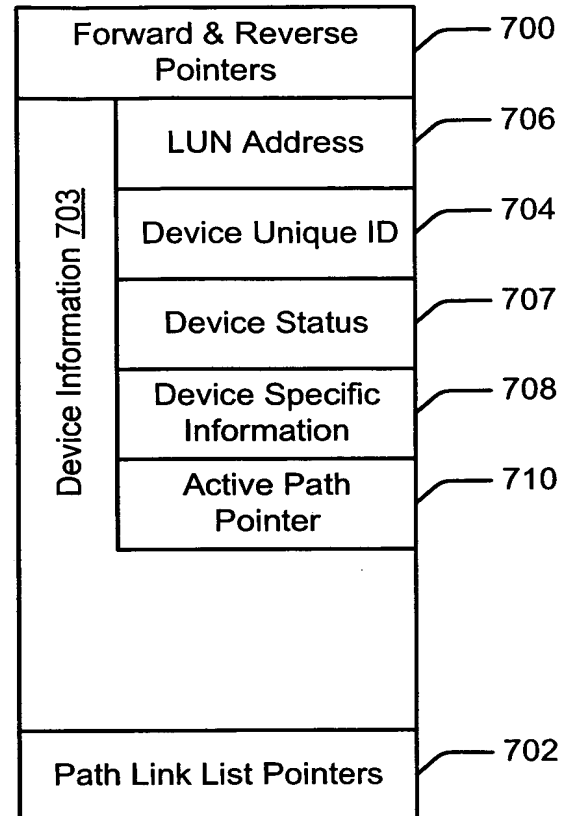 Forward & Reverse
Pointers
700
Device Information 703
LUN Address
706
Device Unique ID
704
Device Status
707
Device Specific
Information
708
Active Path
Pointer
710
Path Link List Pointers
702